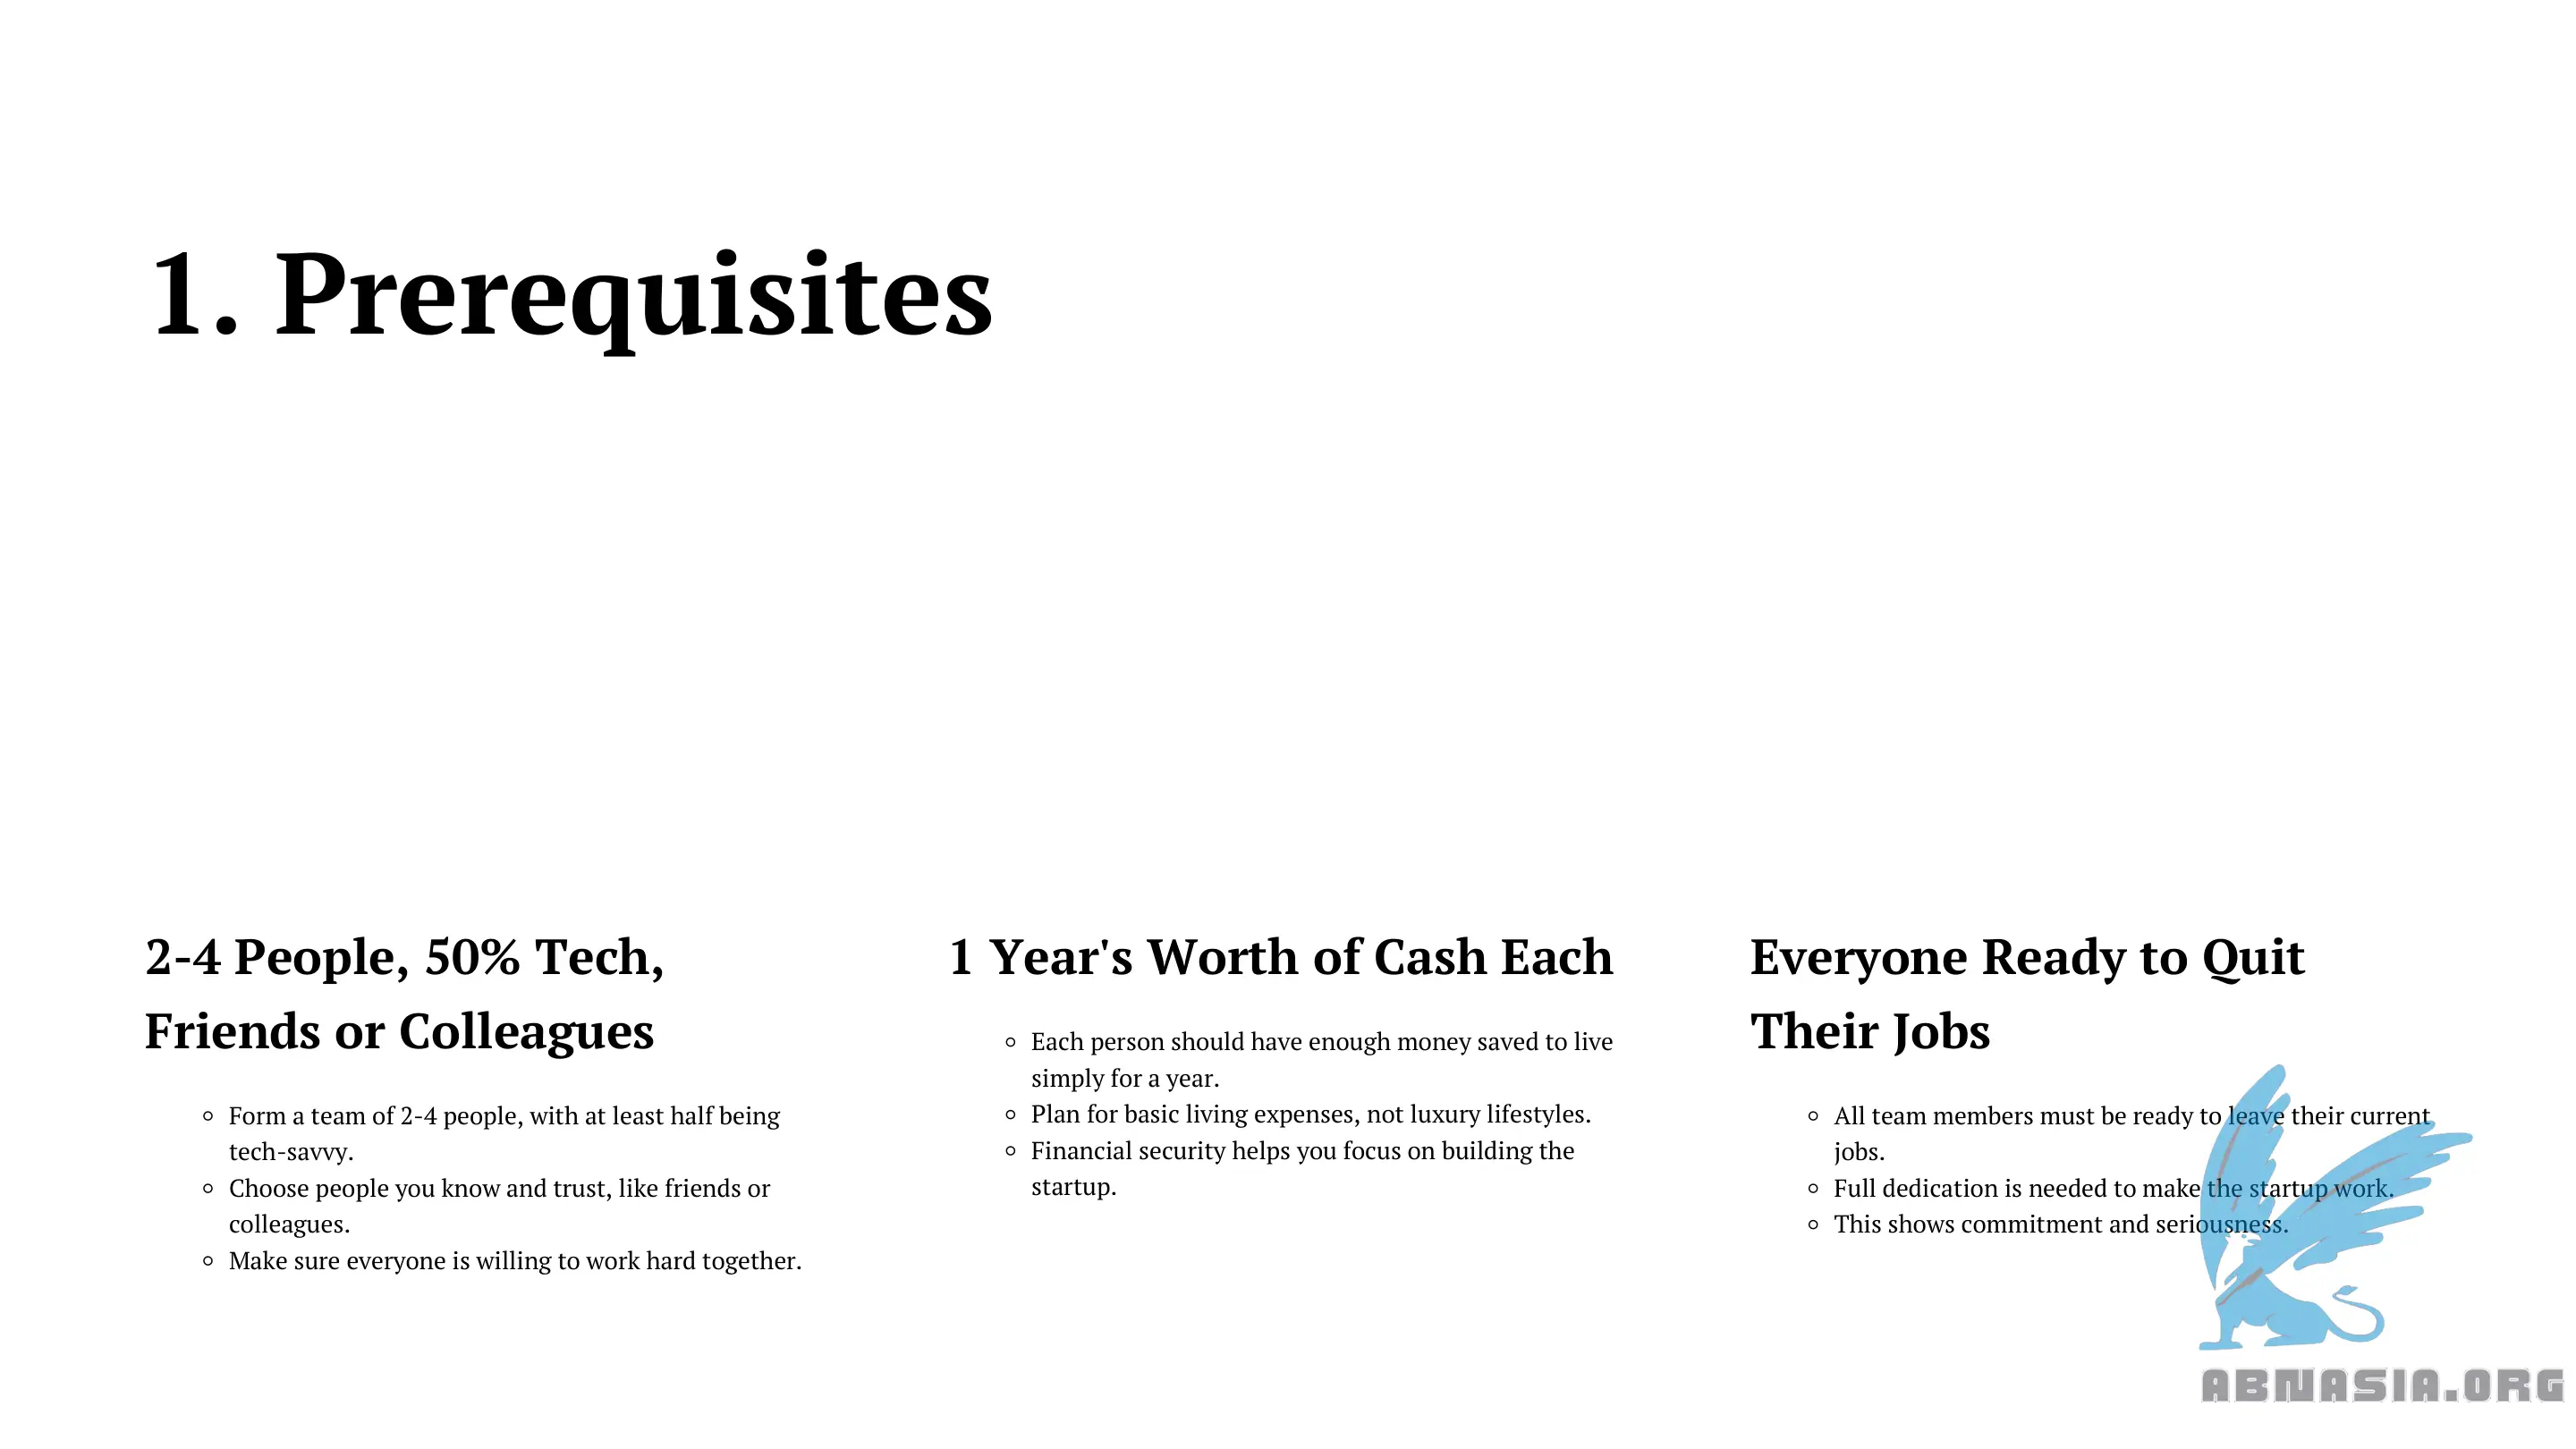 1. Prerequisites
2-4 People, 50% Tech,
Friends or Colleagues
Form a team of 2-4 people, with at least half being
tech-savvy.
Choose people you know and trust, like friends or
colleagues.
Make sure everyone is willing to work hard together.
1 Year's Worth of Cash Each
Each person should have enough money saved to live
simply for a year.
Plan for basic living expenses, not luxury lifestyles.
Financial security helps you focus on building the
startup.
Everyone Ready to Quit
Their Jobs
All team members must be ready to leave their current
jobs.
Full dedication is needed to make the startup work.
This shows commitment and seriousness.
ABNASIA.ORG